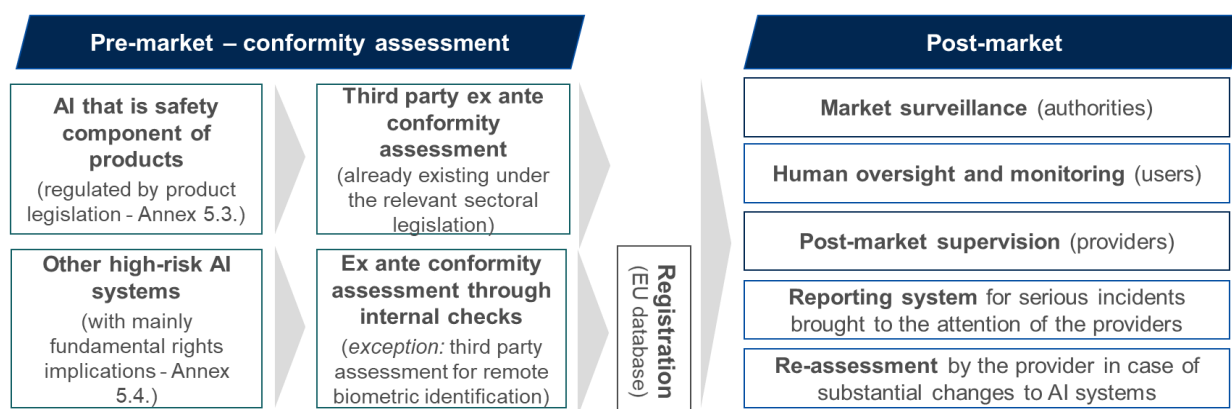 Pre-market – conformity assessment
AI that is safety
component of
products
(regulated by product
legislation - Annex 5.3.)
Third party ex ante
conformity
assessment
(already existing under
the relevant sectoral
legislation)
Other high-risk AI
systems
(with mainly
fundamental rights
implications - Annex
5.4.)
Ex ante conformity
assessment through
internal checks
(exception: third party
assessment for remote
biometric identification)
Registration
(EU database)
Post-market
Market surveillance (authorities)
Human oversight and monitoring (users)
Post-market supervision (providers)
Reporting system for serious incidents
brought to the attention of the providers
Re-assessment by the provider in case of
substantial changes to AI systems